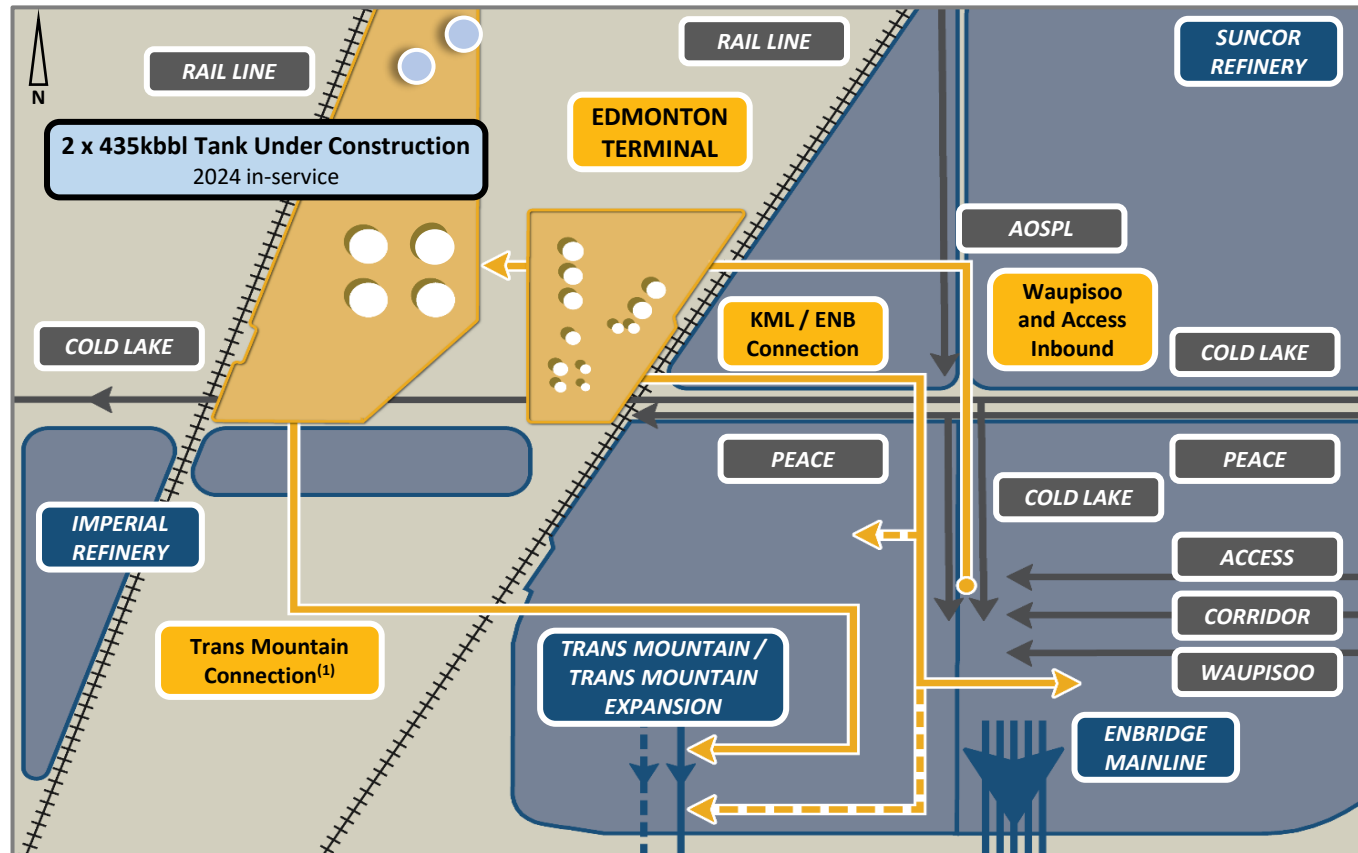 RAIL LINE
RAIL LINE
SUNCOR
REFINERY
N
2 x 435kbbl Tank Under Construction
2024 in-service
EDMONTON
TERMINAL
AOSPL
Waupisoo
and Access
Inbound
KML / ENB
Connection
COLD LAKE
COLD LAKE
PEACE
PEACE
COLD LAKE
IMPERIAL
REFINERY
ACCESS
CORRIDOR
WAUPISOO
Trans Mountain
Connection(1)
TRANS MOUNTAIN /
TRANS MOUNTAIN
EXPANSION
ENBRIDGE
MAINLINE